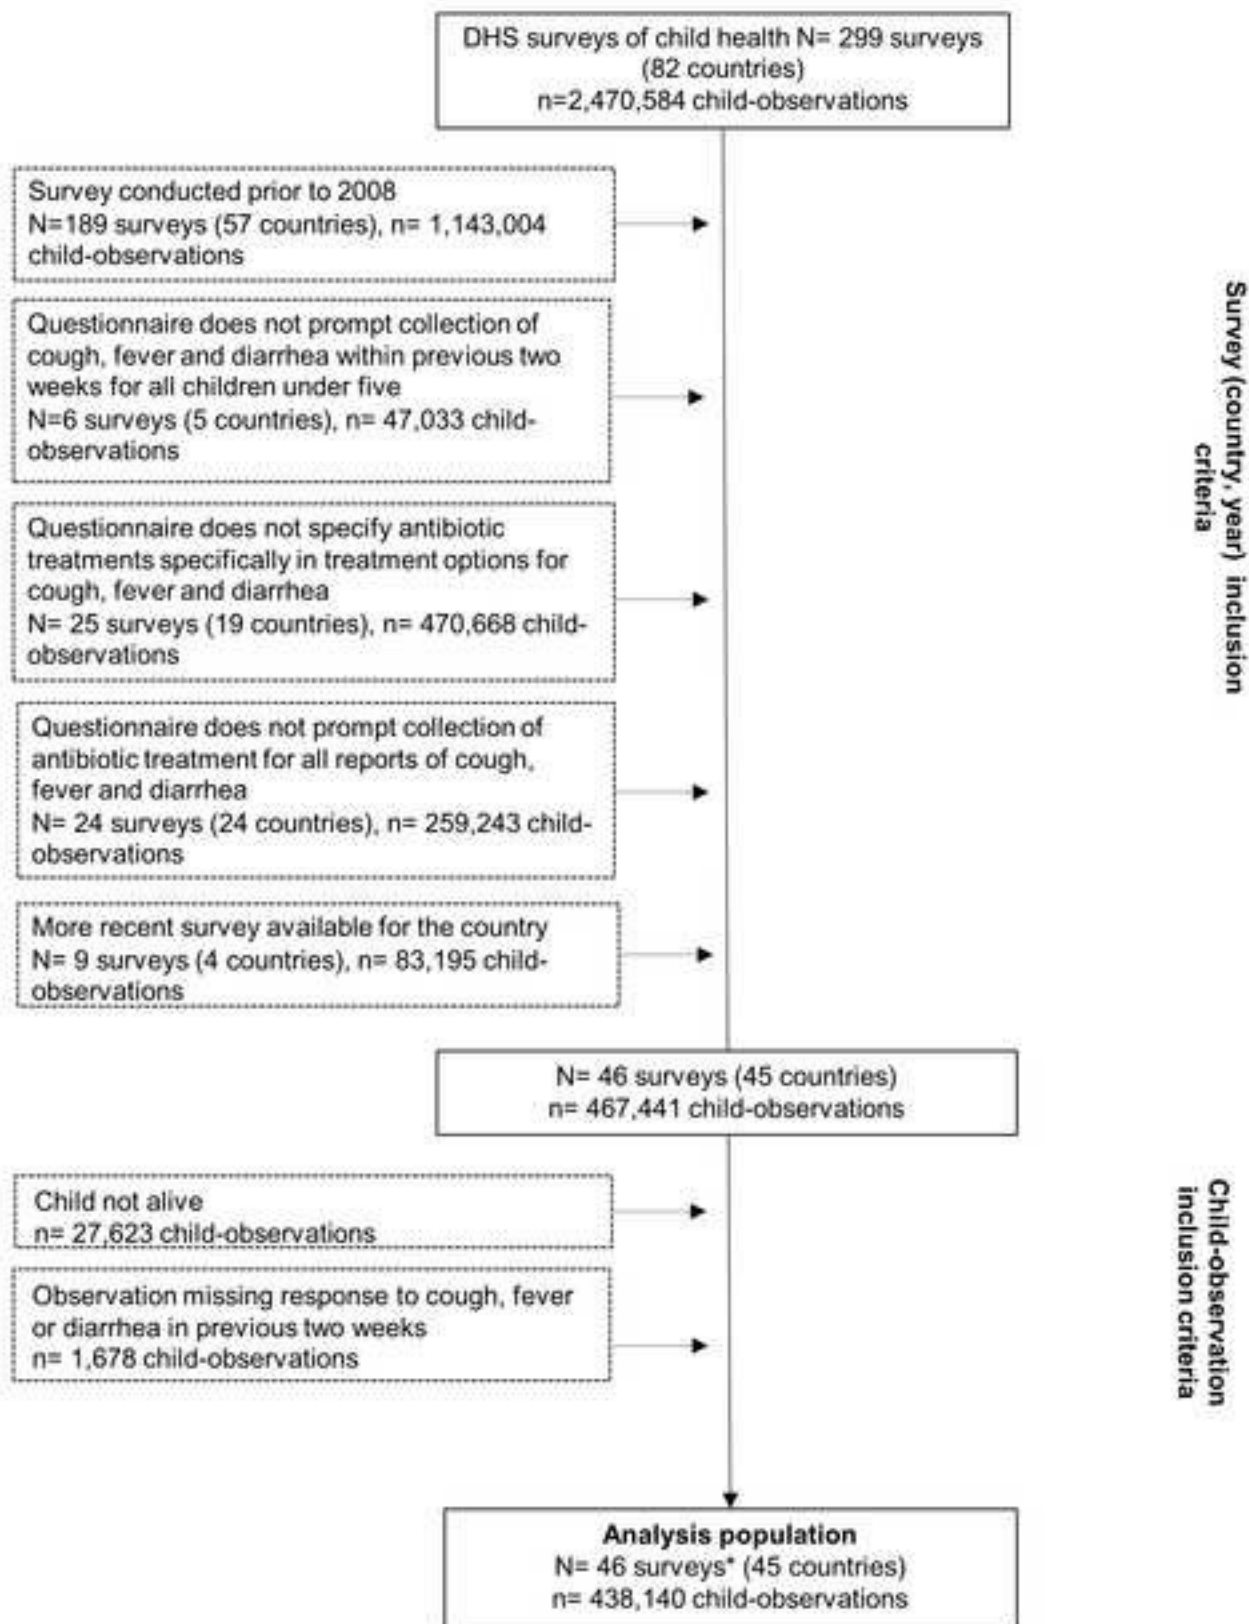 DHS surveys of child health N= 299 surveys
(82 countries)
n=2,470,584 child-observations
Survey conducted prior to 2008
N=189 surveys (57 countries), n= 1,143,004
child-observations
Questionnaire does not prompt collection of
cough, fever and diarrhea within previous two
weeks for all children under five
N=6 surveys (5 countries), n= 47,033 child-
observations
Questionnaire does not specify antibiotic
treatments specifically in treatment options for
cough, fever and diarrhea
N= 25 surveys (19 countries), n= 470,668 child-
observations
Questionnaire does not prompt collection of
antibiotic treatment for all reports of cough,
fever and diarrhea
N= 24 surveys (24 countries), n= 259,243 child-
observations
More recent survey available for the country
N= 9 surveys (4 countries), n= 83,195 child-
observations
Survey (country, year) inclusion
criteria
N= 46 surveys (45 countries)
n= 467,441 child-observations
Child not alive
n= 27,623 child-observations
Observation missing response to cough, fever
or diarrhea in previous two weeks
n= 1,678 child-observations
Child-observation
inclusion criteria
Analysis population
N= 46 surveys* (45 countries)
n= 438,140 child-observations